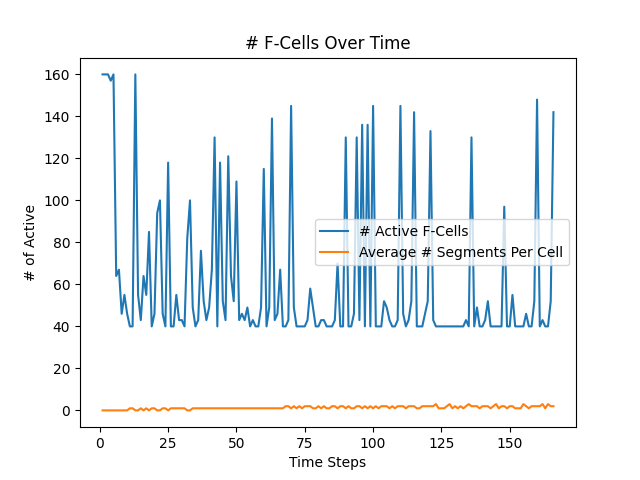 # F-Cells Over Time
160
140
120
100
80
60
40
20
0
# of Active
# Active F-Cells
Average # Segments Per Cell
0 25 50 75 100 125 150
Time Steps